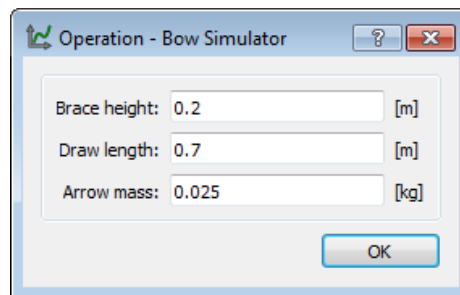 Operation - Bow Simulator ?
Brace height: 0.2 [m]
Draw length: 0.7 [m]
Arrow mass: 0.025 [kg]
OK